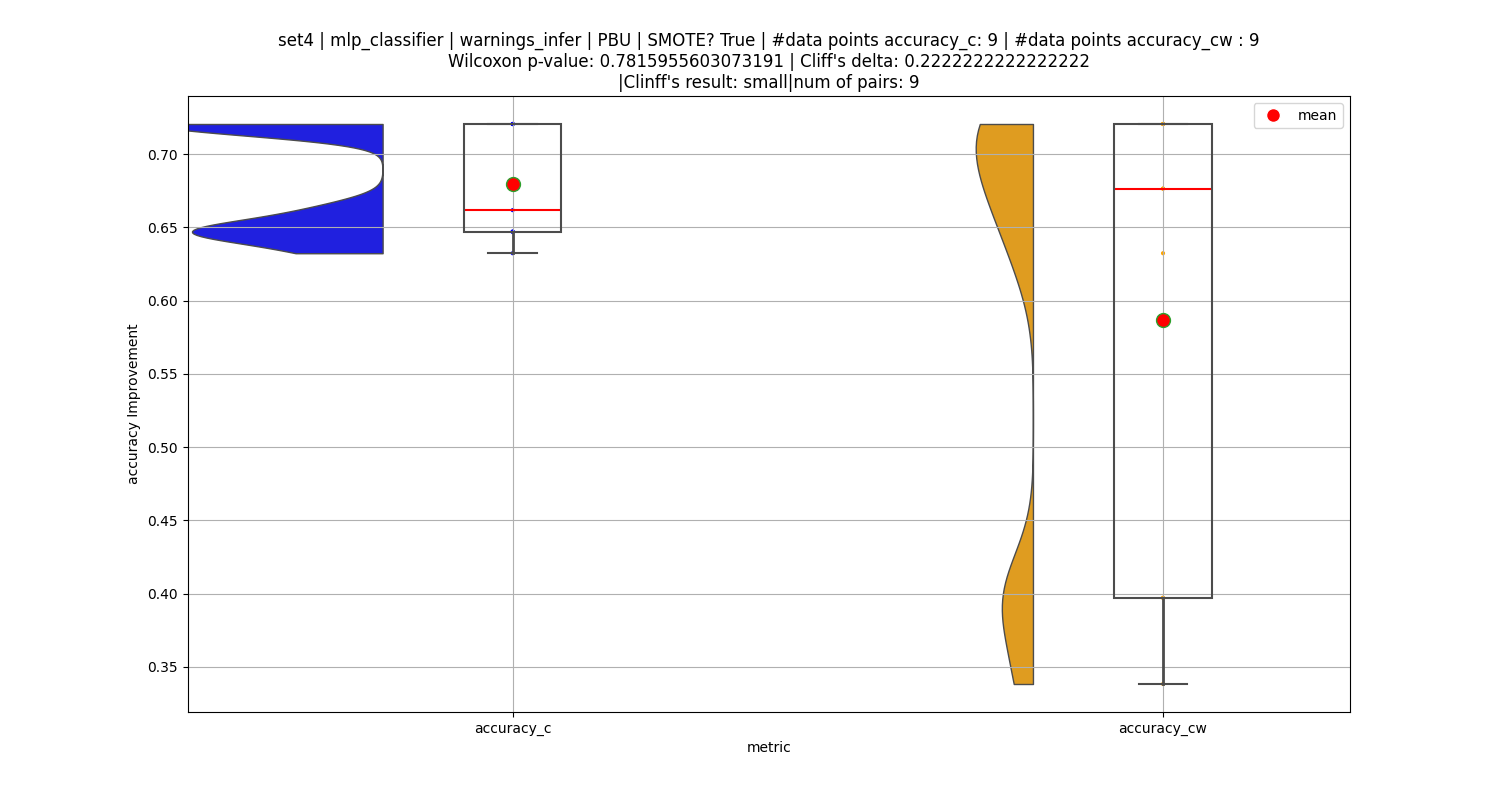 set4 | mlp_classifier | warnings_infer | PBU | SMOTE? True | #data points accuracy_c: 9 | #data points accuracy_cw : 9
Wilcoxon p-value: 0.7815955603073191 | Cliff's delta: 0.2222222222222222
|Clinff's result: small|num of pairs: 9
mean
0.70
0.65
0.60
0.55
0.50
0.45
0.40
0.35
accuracy Improvement
accuracy_c
accuracy_cw
metric